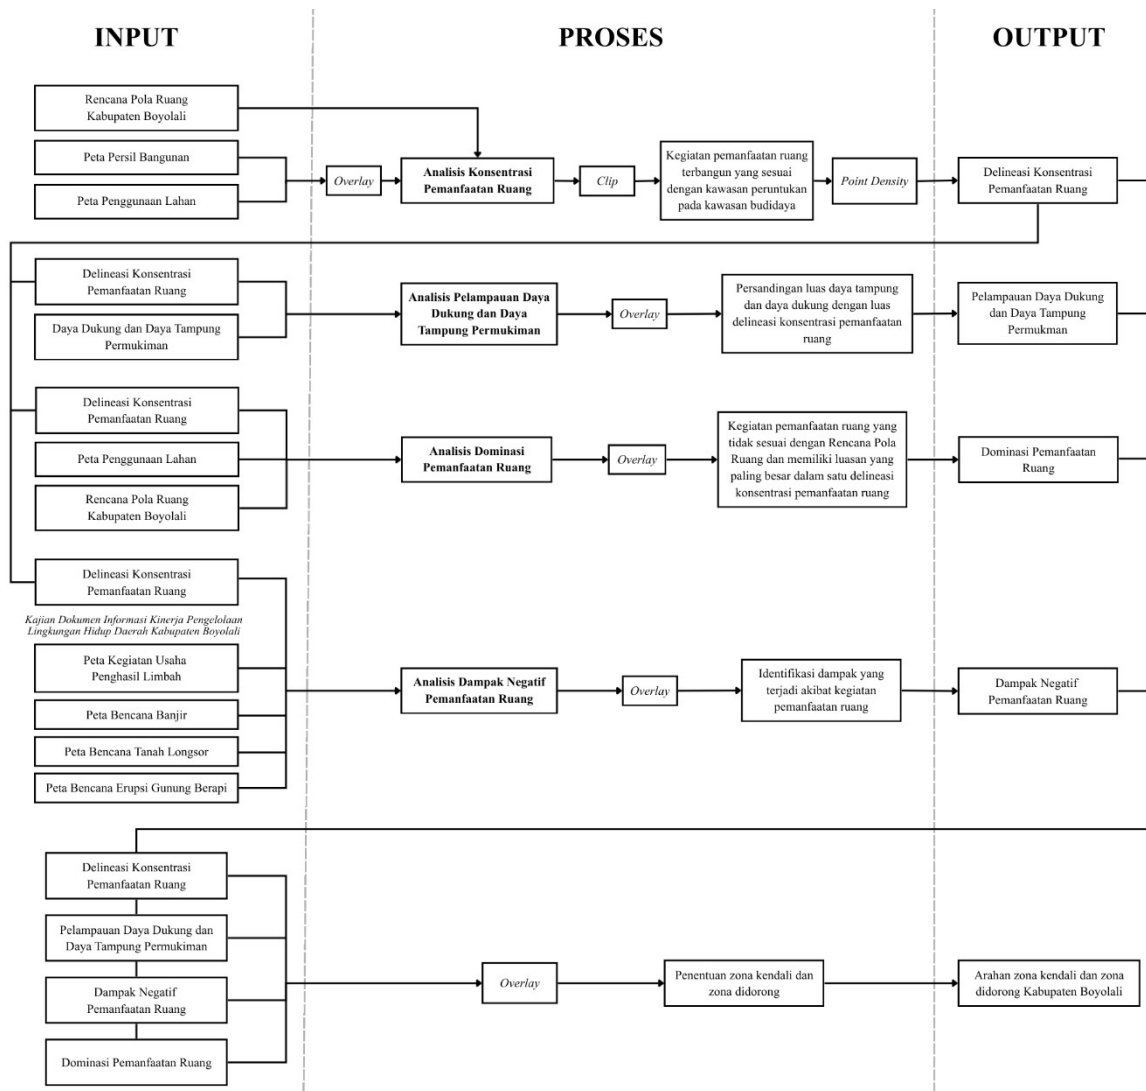 INPUT
PROSES
OUTPUT
Rencana Pola Ruang
Kabupaten Boyolali
Peta Persil Bangunan
Peta Penggunaan Lahan
Overlay
Analisis Konsentrasi
Pemanfaatan Ruang
Clip
Kegiatan pemanfaatan ruang
terbangun yang sesuai
dengan kawasan peruntukan
pada kawasan budidaya
Point Density
Delineasi Konsentrasi
Pemanfaatan Ruang
Delineasi Konsentrasi
Pemanfaatan Ruang
Daya Dukung dan Daya Tampung
Permukiman
Analisis Pelampauan Daya
Dukung dan Daya
Tampung Permukiman
Overlay
Persandingan luas daya tampung
dan daya dukung dengan luas
delineasi konsentrasi pemanfaatan
ruang
Pelampauan Daya Dukung
dan Daya Tampung
Permukman
Delineasi Konsentrasi
Pemanfaatan Ruang
Peta Penggunaan Lahan
Rencana Pola Ruang
Kabupaten Boyolali
Analisis Dominasi
Pemanfaatan Ruang
Overlay
Kegiatan pemanfaatan ruang yang
tidak sesuai dengan Rencana Pola
Ruang dan memiliki luasan yang
paling besar dalam satu delineasi
konsentrasi pemanfaatan ruang
Dominasi Pemanfaatan
Ruang
Delineasi Konsentrasi
Pemanfaatan Ruang
Kajian Dokumen Informasi Kinerja Pengelolaan
Lingkungan Hidup Daerah Kabupaten Boyolali
Peta Kegiatan Usaha
Penghasil Limbah
Peta Bencana Banjir
Peta Bencana Tanah Longsor
Peta Bencana Erupsi Gunung Berapi
Analisis Dampak Negatif
Pemanfaatan Ruang
Overlay
Identifikasi dampak yang
terjadi akibat kegiatan
pemanfaatan ruang
Dampak Negatif
Pemanfaatan Ruang
Delineasi Konsentrasi
Pemanfaatan Ruang
Pelampauan Daya Dukung dan
Daya Tampung Permukiman
Dampak Negatif
Pemanfaatan Ruang
Dominasi Pemanfaatan Ruang
Overlay
Penentuan zona kendali dan
zona didorong
Arahan zona kendali dan zona
didorong Kabupaten Boyolali